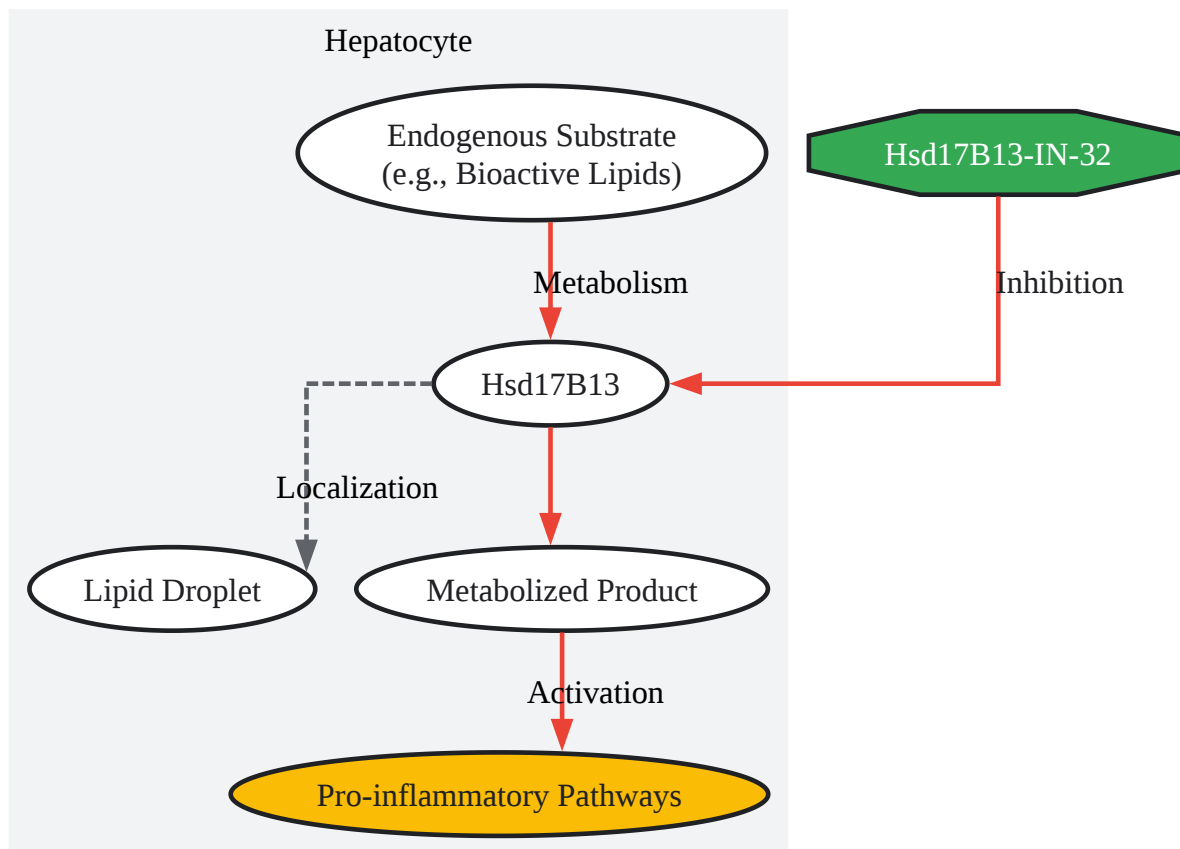 Hepatocyte
Endogenous Substrate
(e.g., Bioactive Lipids)
Hsd17B13-IN-32
Metabolism
Inhibition
Hsd17B13
Localization
Lipid Droplet
Metabolized Product
Activation
Pro-inflammatory Pathways